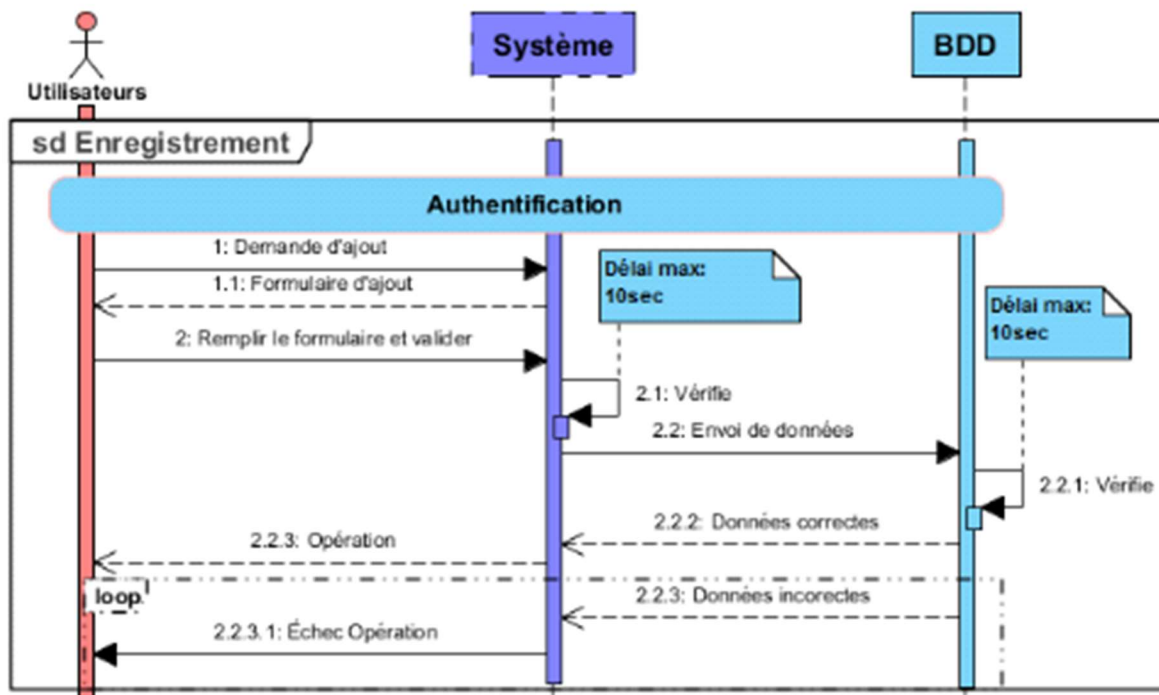 Système
BDD
Utilisateurs
sd Enregistrement
Authentification
1: Demande d'ajout
Délai max:
10sec
1.1: Formulaire d'ajout
Délai max:
10sec
2: Remplir le formulaire et valider
2.1: Vérifie
2.2: Envoi de données
2.2.1: Vérifie
2.2.2: Données correctes
2.2.3: Opération
loop
2.2.3: Données incorectes
2.2.3.1: Échec Opération